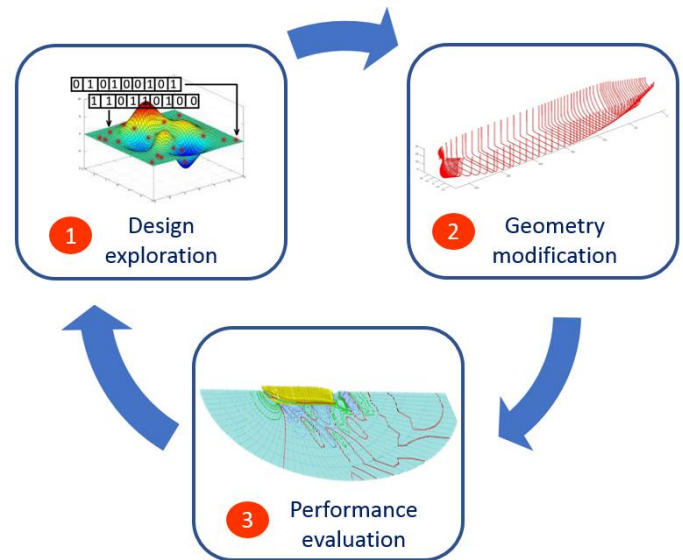 0 1 0 1 0 0 1 0 1
1 1 0 1 1 0 1 0 0
1
Design
exploration
2
Geometry
modification
3
Performance
evaluation